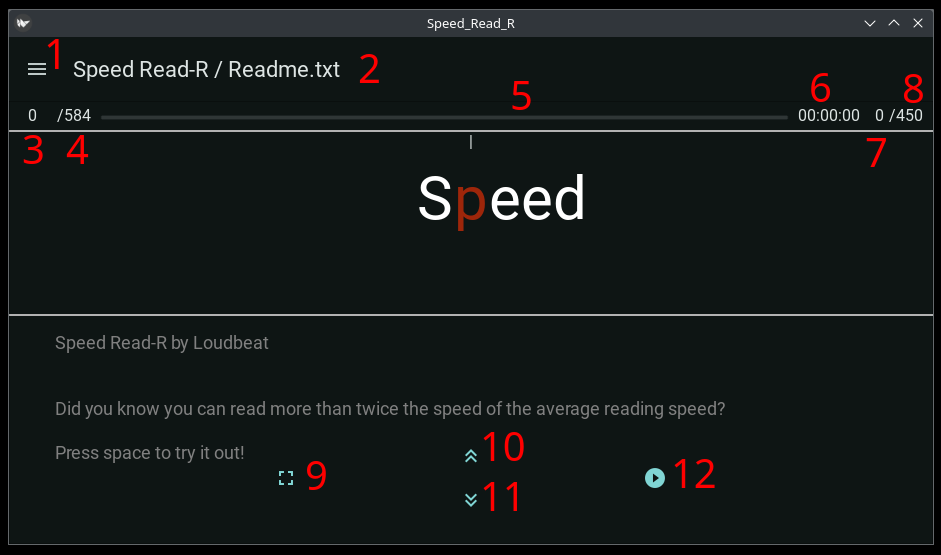 Speed_Read_R
1
Speed Read-R / Readme.txt 2
5 6 8
0 /584 00:00:00 0 /450
3 4 7
Speed
Speed Read-R by Loudbeat
Did you know you can read more than twice the speed of the average reading speed?
Press space to try it out!
10
9 12
11